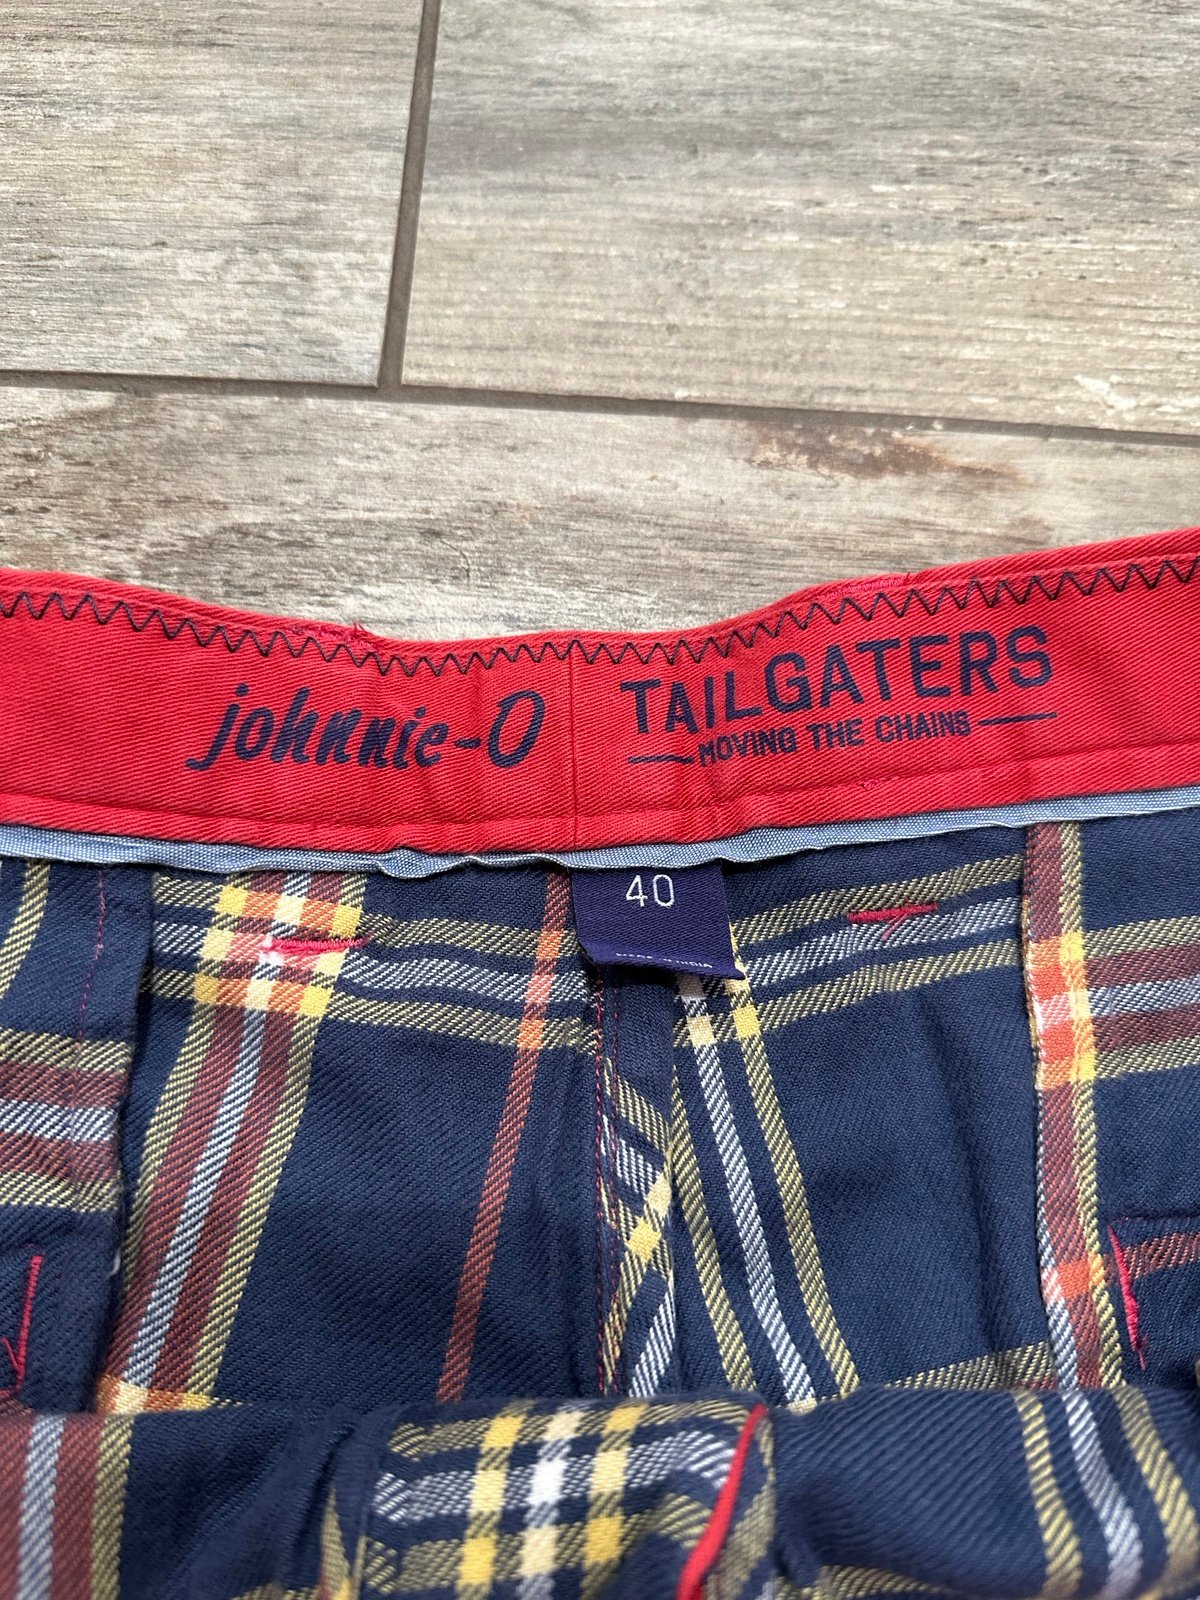 johnnie-O
TAILGATERS
MOVING THE CHAINS
40